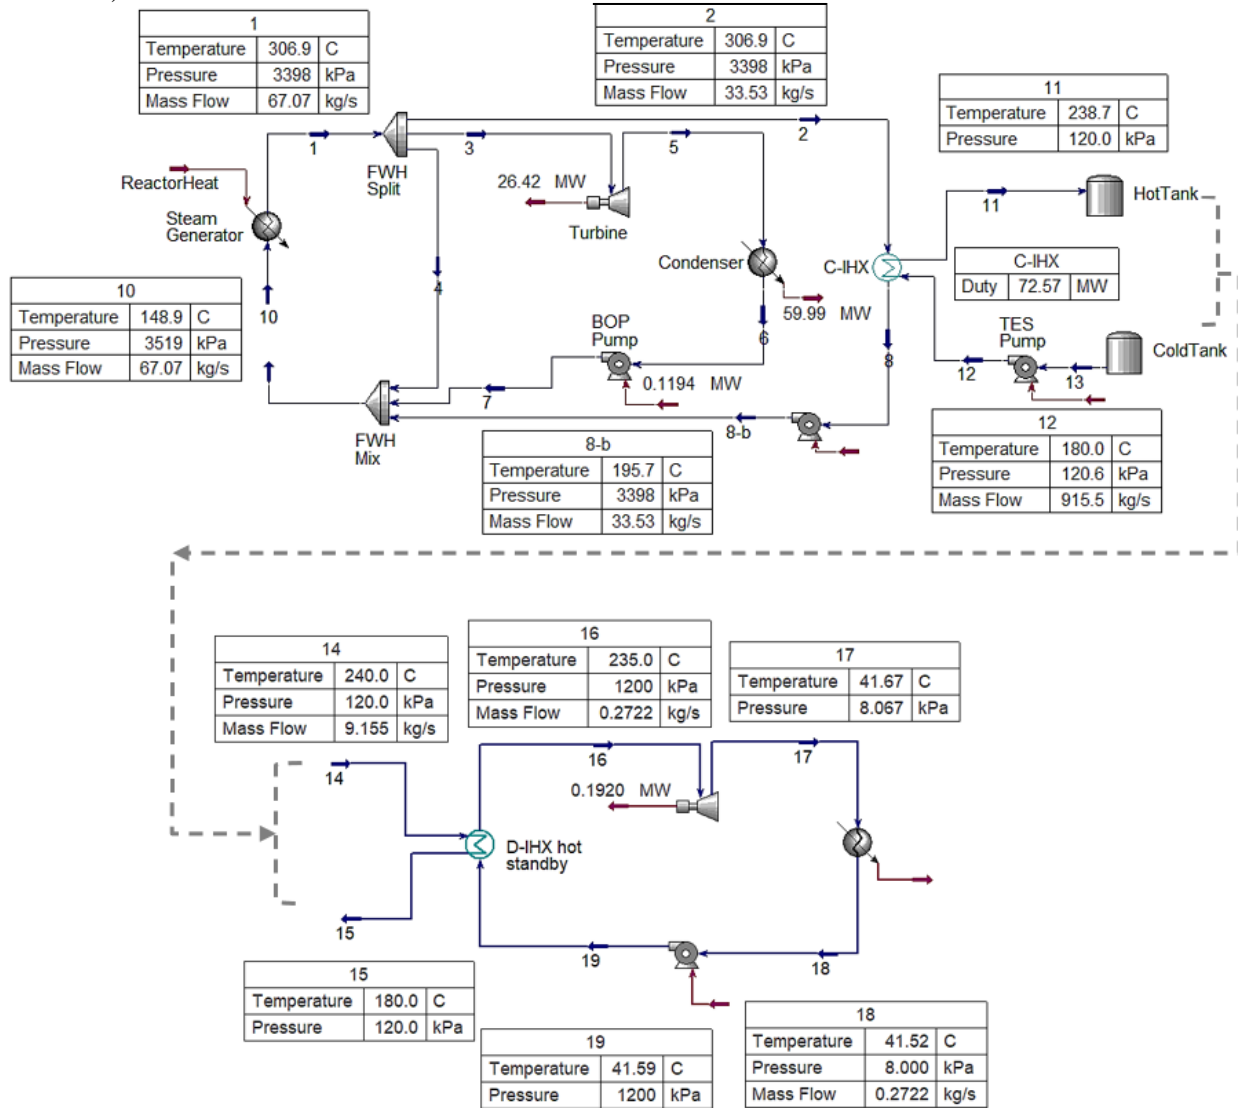 1
Temperature 306.9 C
Pressure 3398 kPa
Mass Flow 67.07 kg/s
2
Temperature 306.9 C
Pressure 3398 kPa
Mass Flow 33.53 kg/s
11
Temperature 238.7 C
Pressure 120.0 kPa
1
3
5
2
FWH
Split
ReactorHeat
Steam
Generator
26.42 MW
Turbine
11
HotTank
Condenser
C-IHX
C-IHX
Duty 72.57 MW
4
10
Temperature 148.9 C
Pressure 3519 kPa
Mass Flow 67.07 kg/s
10
59.99 MW
BOP
Pump
6
8
TES
Pump
ColdTank
12
13
0.1194 MW
7
FWH
Mix
8-b
8-b
Temperature 195.7 C
Pressure 3398 kPa
Mass Flow 33.53 kg/s
12
Temperature 180.0 C
Pressure 120.6 kPa
Mass Flow 915.5 kg/s
14
Temperature 240.0 C
Pressure 120.0 kPa
Mass Flow 9.155 kg/s
16
Temperature 235.0 C
Pressure 1200 kPa
Mass Flow 0.2722 kg/s
17
Temperature 41.67 C
Pressure 8.067 kPa
16
17
14
0.1920 MW
D-IHX hot
standby
15
19
18
15
Temperature 180.0 C
Pressure 120.0 kPa
19
Temperature 41.59 C
Pressure 1200 kPa
18
Temperature 41.52 C
Pressure 8.000 kPa
Mass Flow 0.2722 kg/s